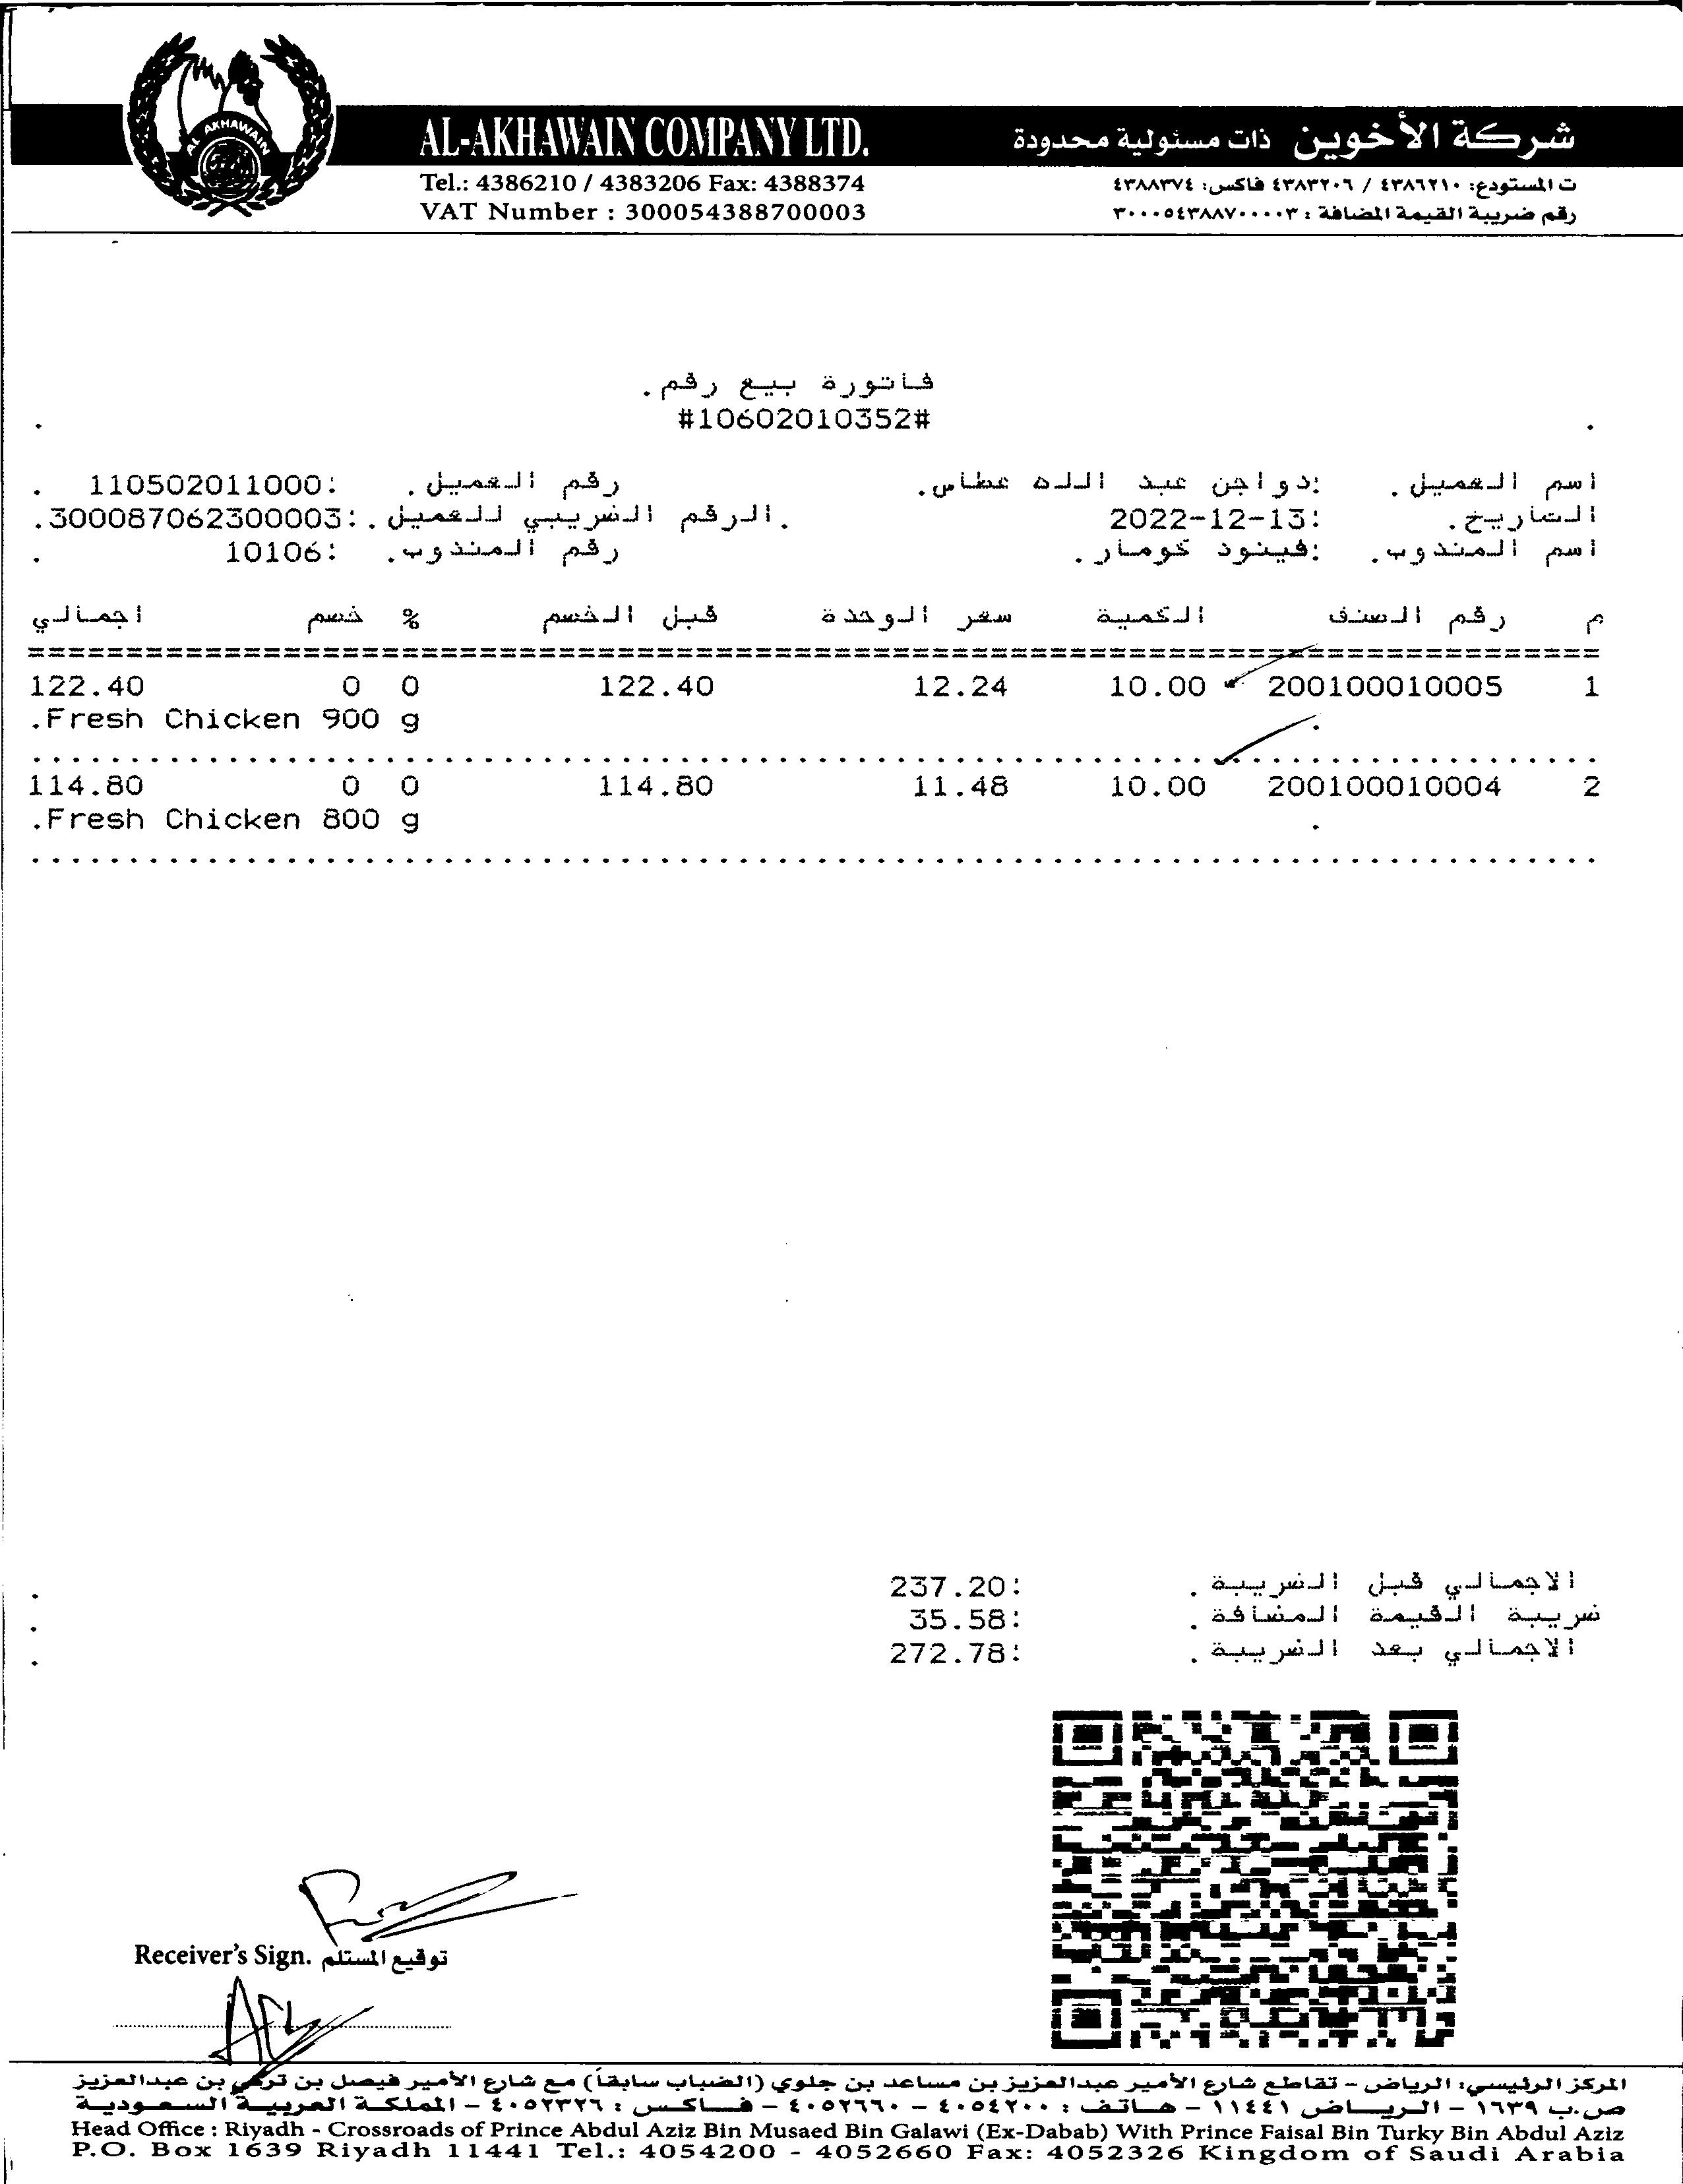 AL AKHAWAIN
AL-AKHAWAIN COMPANY LTD.
شركة الأخوين ذات مسئولية محدودة
Tel.: 4386210 / 4383206 Fax: 4388374
ت المستودع: ٤٣٨٦٢١٠ / ٤٣٨٣٢٠٦ فاكس: ٤٣٨٨٣٧٤
VAT Number : 300054388700003
رقم ضريبة القيمة المضافة : ٣٠٠٠٥٤٣٨٨٧٠٠٠٠٣
فاتورة بيع رقم.
#10602010352#
اسم العميل. :دواجن عبد الله عطاس. رقم العميل. :110502011000 .
التاريخ. :2022-12-13 .الرقم الضريبي للعميل.:300087062300003.
اسم المندوب. :فينود كومار. رقم المندوب. :10106 .
م رقم الصنف الكمية سعر الوحدة قبل الخصم % خصم اجمالي
1 200100010005 10.00 12.24 122.40 0 0 122.40
.Fresh Chicken 900 g
2 200100010004 10.00 11.48 114.80 0 0 114.80
.Fresh Chicken 800 g
الاجمالي قبل الضريبة. :237.20
ضريبة القيمة المضافة. :35.58
الاجمالي بعد الضريبة. :272.78
Receiver's Sign. توقيع المستلم
المركز الرئيسي: الرياض - تقاطع شارع الأمير عبدالعزيز بن مساعد بن جلوي (الضباب سابقاً) مع شارع الأمير فيصل بن تركي بن عبدالعزيز
ص.ب ١٦٣٩ - الرياض ١١٤٤١ - هاتف : ٤٠٥٤٢٠٠ - ٤٠٥٢٦٦٠ - فاكس : ٤٠٥٢٣٢٦ - المملكة العربية السعودية
Head Office : Riyadh - Crossroads of Prince Abdul Aziz Bin Musaed Bin Galawi (Ex-Dabab) With Prince Faisal Bin Turky Bin Abdul Aziz
P.O. Box 1639 Riyadh 11441 Tel.: 4054200 - 4052660 Fax: 4052326 Kingdom of Saudi Arabia